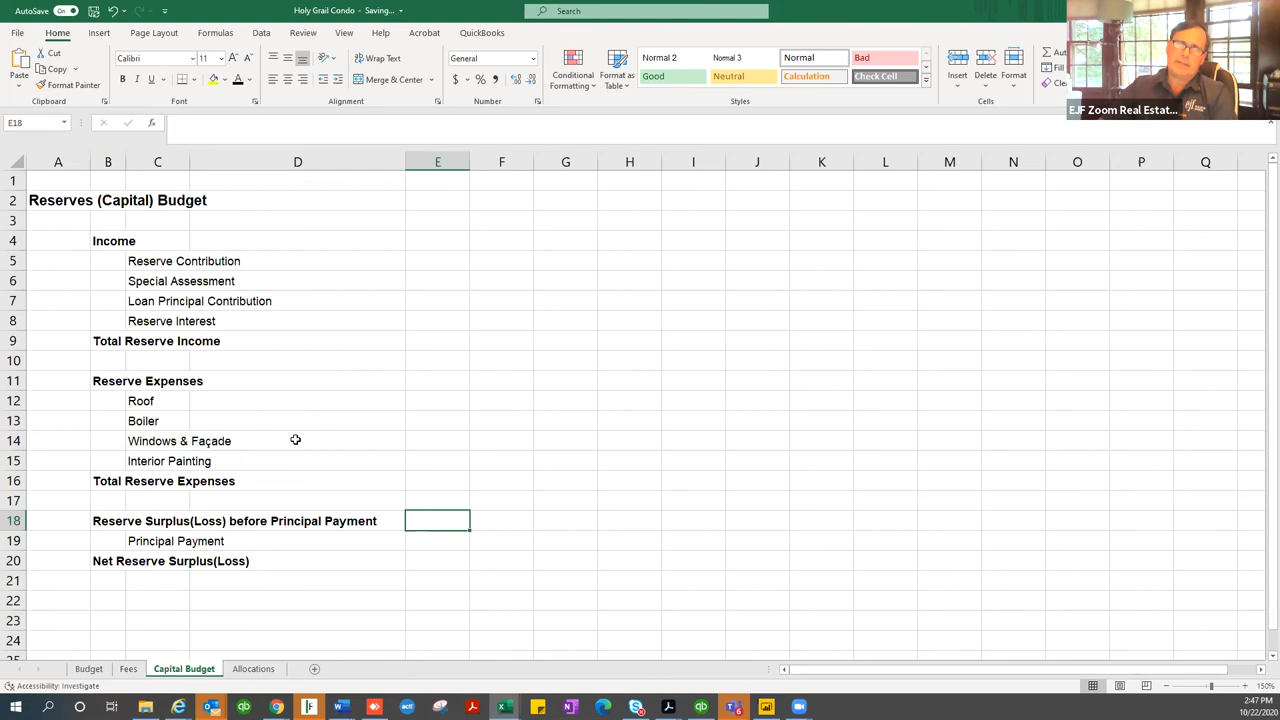 AutoSave On Holy Grail Condo - Saving... Search
File Home Insert Draw Page Layout Formulas Data Review View Help Acrobat QuickBooks
Cut
Copy
Format Painter
Paste
Clipboard
Calibri 11
B I U
Font
Wrap Text
Merge & Center
Alignment
General
$ % ,
Number
Conditional Formatting
Format as Table
Normal 2 Normal 3 Normal Bad
Good Neutral Calculation Check Cell
Styles
Insert Delete Format
Cells
EJF Zoom Real Estat...
E18 fx
A B C D E F G H I J K L M N O P Q
1
2 Reserves (Capital) Budget
3
4 Income
5 Reserve Contribution
6 Special Assessment
7 Loan Principal Contribution
8 Reserve Interest
9 Total Reserve Income
10
11 Reserve Expenses
12 Roof
13 Boiler
14 Windows & Façade
15 Interior Painting
16 Total Reserve Expenses
17
18 Reserve Surplus(Loss) before Principal Payment
19 Principal Payment
20 Net Reserve Surplus(Loss)
21
22
23
24
Budget Fees Capital Budget Allocations
Accessibility: Investigate 150%
2:47 PM
10/22/2020